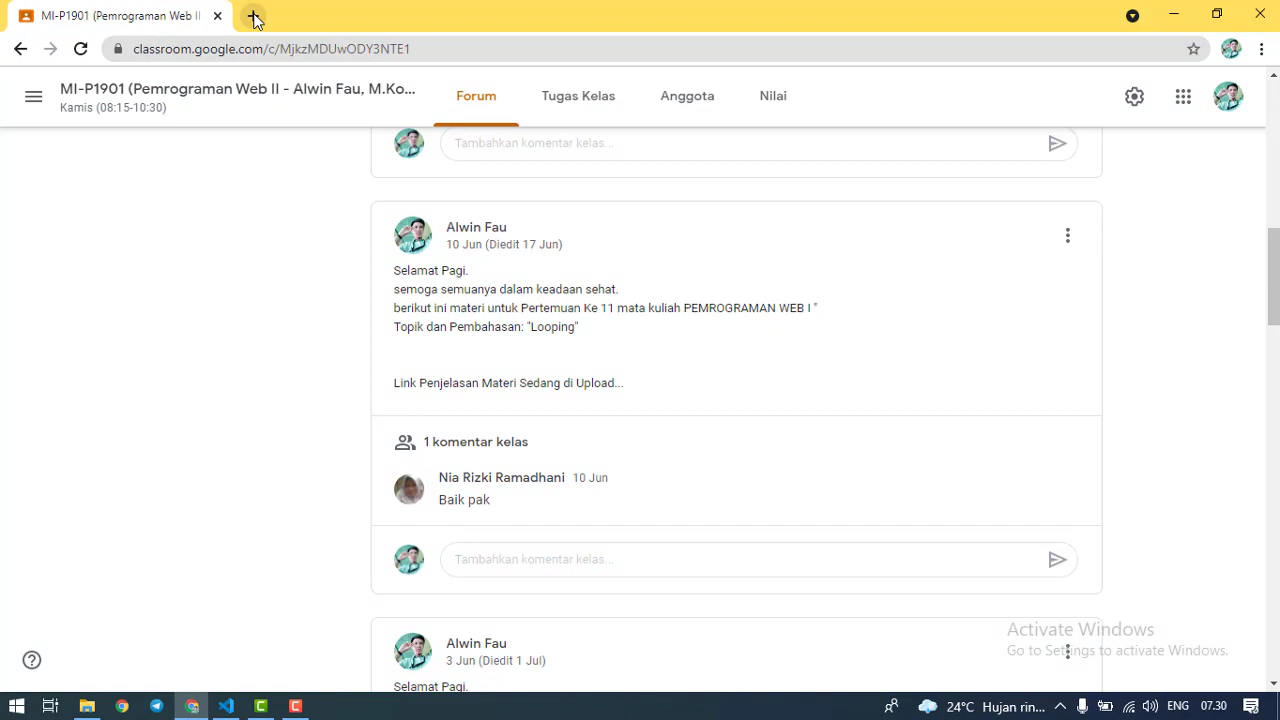 MI-P1901 (Pemrograman Web II
classroom.google.com/c/MjkzMDUwODY3NTE1
MI-P1901 (Pemrograman Web II - Alwin Fau, M.Ko...
Kamis (08:15-10:30)
Forum
Tugas Kelas
Anggota
Nilai
Tambahkan komentar kelas...
Alwin Fau
10 Jun (Diedit 17 Jun)
Selamat Pagi.
semoga semuanya dalam keadaan sehat.
berikut ini materi untuk Pertemuan Ke 11 mata kuliah PEMROGRAMAN WEB I "
Topik dan Pembahasan: "Looping"
Link Penjelasan Materi Sedang di Upload...
1 komentar kelas
Nia Rizki Ramadhani 10 Jun
Baik pak
Tambahkan komentar kelas...
Alwin Fau
3 Jun (Diedit 1 Jul)
Selamat Pagi.
Activate Windows
Go to Settings to activate Windows.
24°C Hujan rin...
ENG
07.30